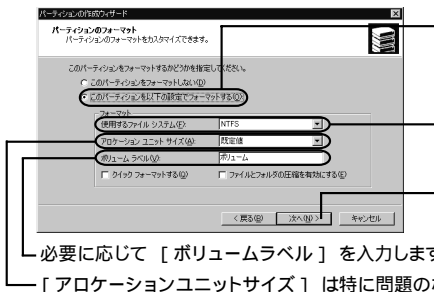 パーティションの作成ウィザード
パーティションのフォーマット
パーティションのフォーマットをカスタマイズできます。
このパーティションをフォーマットするかどうかを指定してください。
このパーティションをフォーマットしない(D)
このパーティションを以下の設定でフォーマットする(O):
フォーマット
使用するファイル システム(F): NTFS
アロケーション ユニット サイズ(A): 既定値
ボリューム ラベル(V): ボリューム
クイック フォーマットする(Q) ファイルとフォルダの圧縮を有効にする(E)
< 戻る(B) 次へ(N) > キャンセル
必要に応じて [ボリュームラベル] を入力します
[アロケーションユニットサイズ] は特に問題の